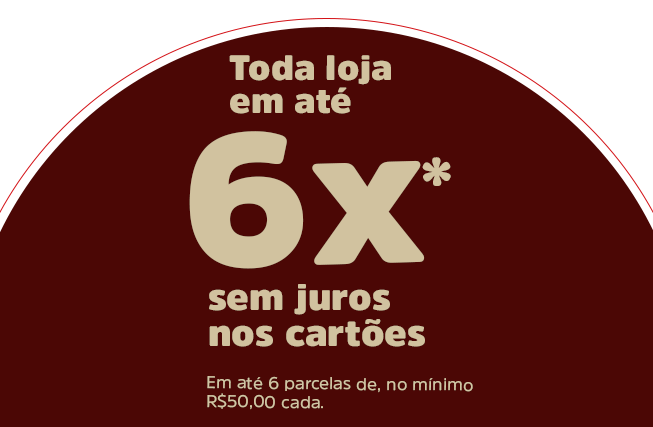 Toda loja
em até
6x*
sem juros
nos cartões
Em até 6 parcelas de, no mínimo
R$50,00 cada.